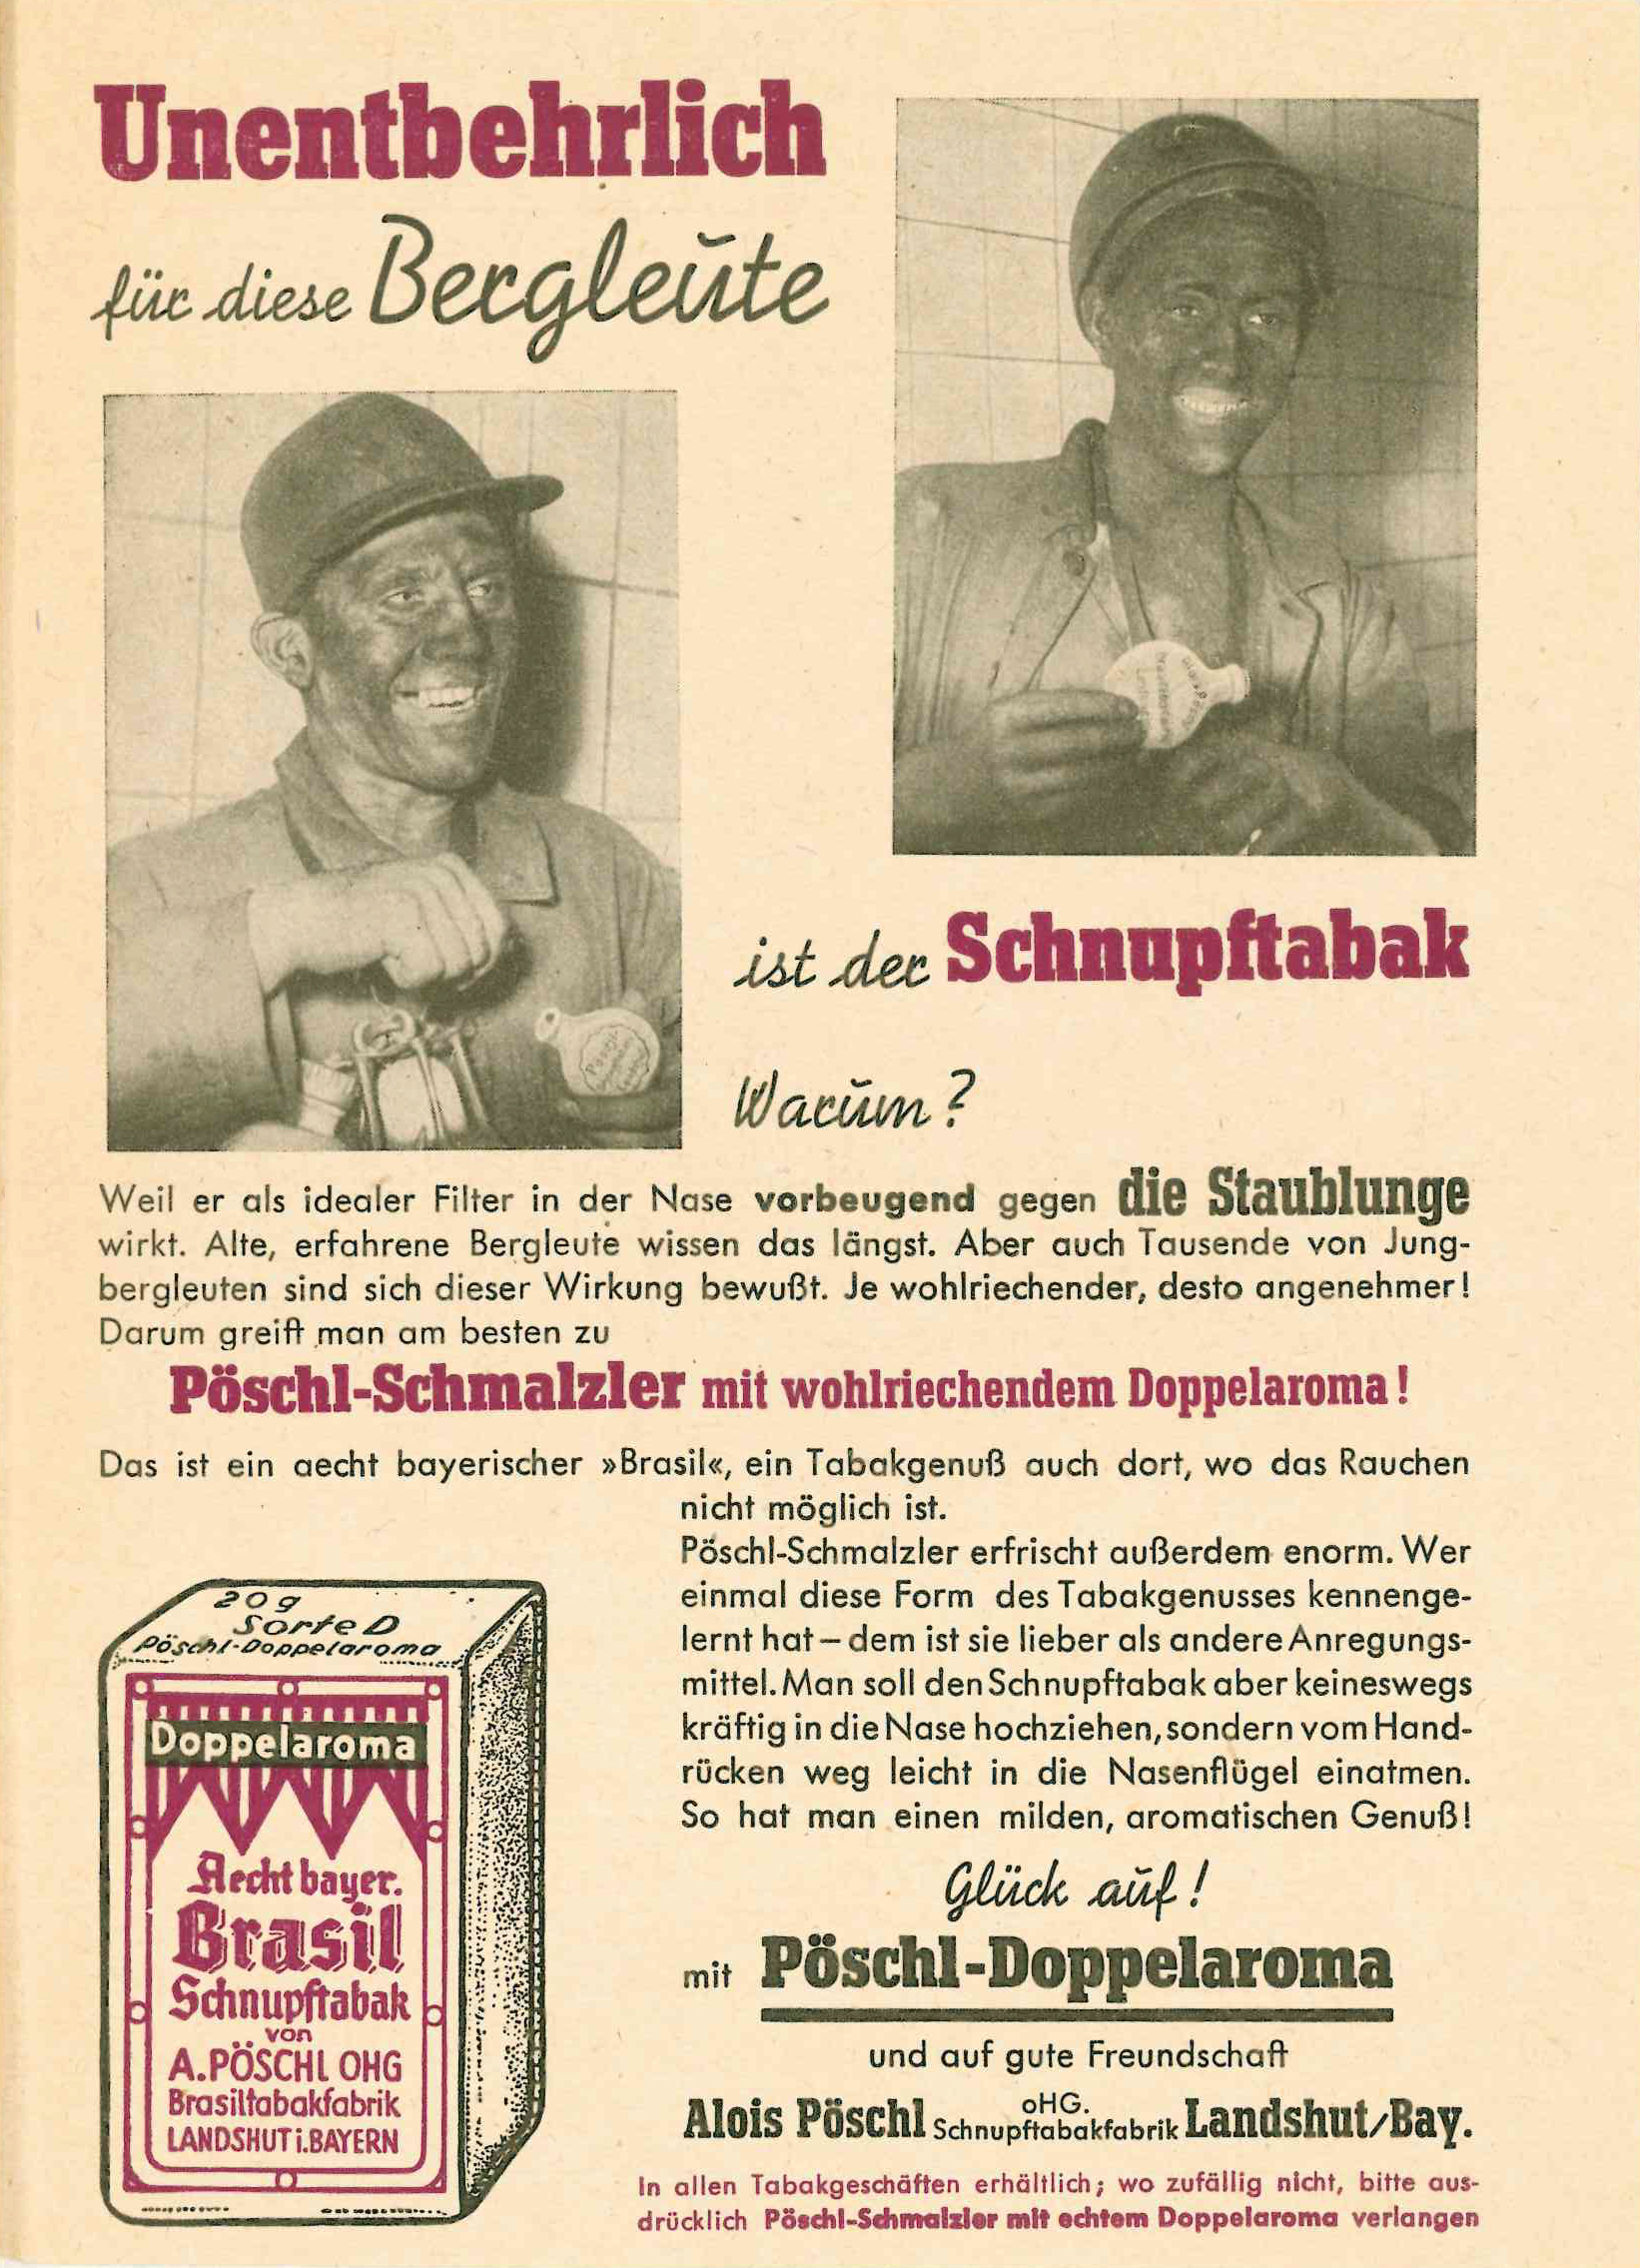 Unentbehrlich
für diese Bergleute
ist der Schnupftabak
Warum?
Weil er als idealer Filter in der Nase vorbeugend gegen die Staublunge
wirkt. Alte, erfahrene Bergleute wissen das längst. Aber auch Tausende von Jung-
bergleuten sind sich dieser Wirkung bewußt. Je wohlriechender, desto angenehmer!
Darum greift man am besten zu
Pöschl-Schmalzler mit wohlriechendem Doppelaroma!
Das ist ein aecht bayerischer »Brasil«, ein Tabakgenuß auch dort, wo das Rauchen
nicht möglich ist.
Pöschl-Schmalzler erfrischt außerdem enorm. Wer
einmal diese Form des Tabakgenusses kennenge-
lernt hat – dem ist sie lieber als andere Anregungs-
mittel. Man soll den Schnupftabak aber keineswegs
kräftig in die Nase hochziehen, sondern vom Hand-
rücken weg leicht in die Nasenflügel einatmen.
So hat man einen milden, aromatischen Genuß!
20 g
Sorte D
Pöschl-Doppelaroma
Doppelaroma
Aecht bayer.
Brasil
Schnupftabak
von
A. PÖSCHL OHG
Brasiltabakfabrik
LANDSHUT i. BAYERN
Glück auf!
mit Pöschl-Doppelaroma
und auf gute Freundschaft
Alois Pöschl oHG. Schnupftabakfabrik Landshut/Bay.
In allen Tabakgeschäften erhältlich; wo zufällig nicht, bitte aus-
drücklich Pöschl-Schmalzler mit echtem Doppelaroma verlangen